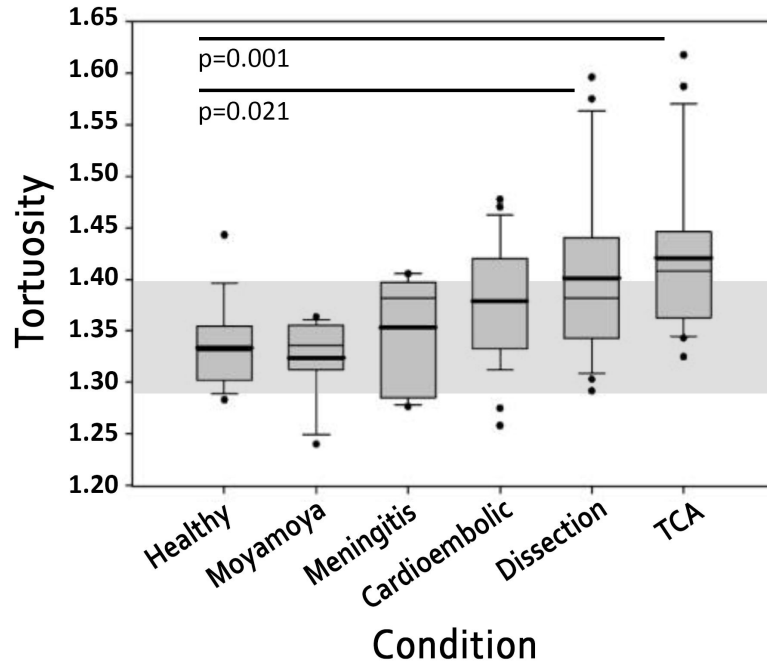 1.65
p=0.001
1.60
p=0.021
1.55
1.50
1.45
1.40
1.35
1.30
1.25
1.20
Tortuosity
Healthy
Moyamoya
Meningitis
Cardioembolic
Dissection
TCA
Condition